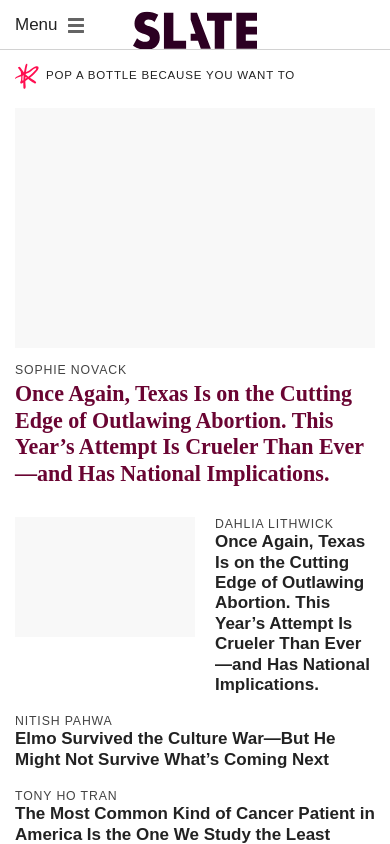 Menu
SLATE
POP A BOTTLE BECAUSE YOU WANT TO
SOPHIE NOVACK
Once Again, Texas Is on the Cutting
Edge of Outlawing Abortion. This
Year’s Attempt Is Crueler Than Ever
—and Has National Implications.
DAHLIA LITHWICK
Once Again, Texas
Is on the Cutting
Edge of Outlawing
Abortion. This
Year’s Attempt Is
Crueler Than Ever
—and Has National
Implications.
NITISH PAHWA
Elmo Survived the Culture War—But He
Might Not Survive What’s Coming Next
TONY HO TRAN
The Most Common Kind of Cancer Patient in
America Is the One We Study the Least